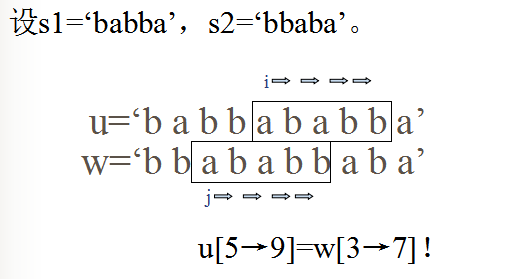 设s1=‘babba’，s2=‘bbaba’。
i⇨ ⇨ ⇨⇨
u=‘b a b b a b a b b a’
w=‘b b a b a b b a b a’
j⇨ ⇨ ⇨⇨
u[5→9]=w[3→7]！